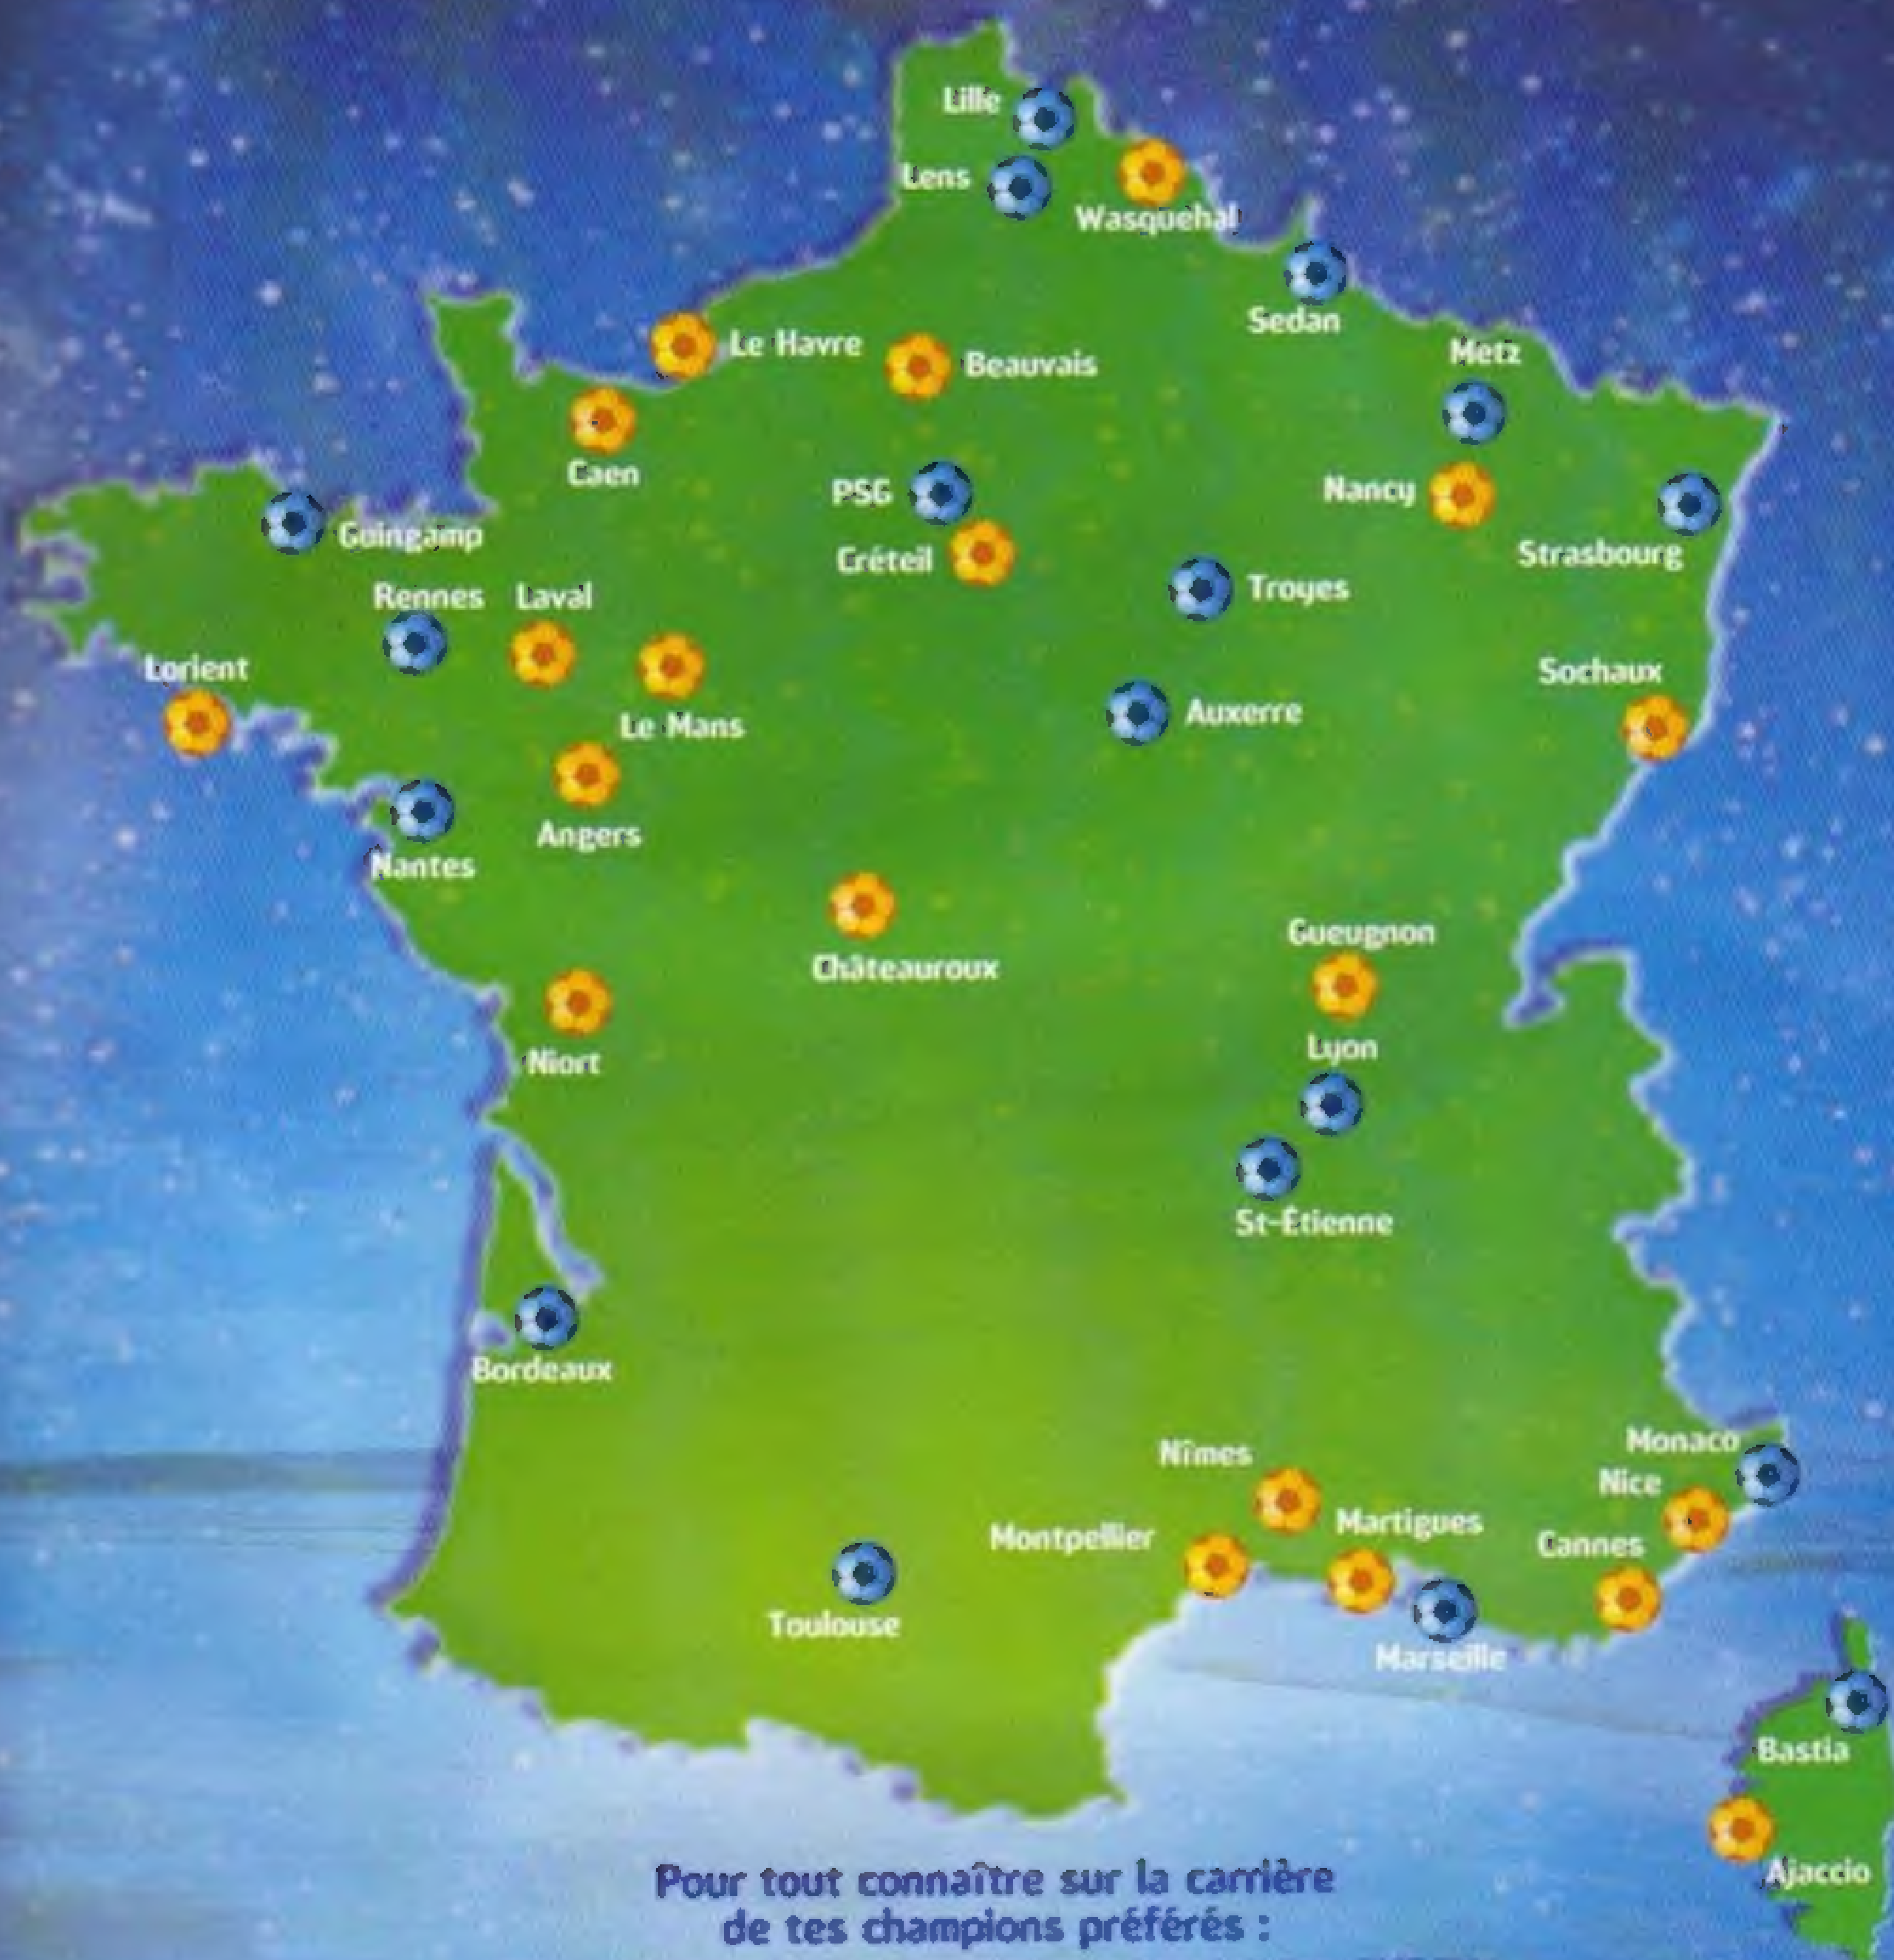 Lille
Lens
Wasquehal
Sedan
Le Havre
Beauvais
Metz
Caen
PSG
Nancy
Guingamp
Créteil
Strasbourg
Rennes
Laval
Troyes
Lorient
Sochaux
Le Mans
Auxerre
Angers
Nantes
Gueugnon
Châteauroux
Niort
Lyon
St-Étienne
Bordeaux
Monaco
Nîmes
Nice
Martigues
Montpellier
Cannes
Toulouse
Marseille
Bastia
Ajaccio
Pour tout connaître sur la carrière
de tes champions préférés :